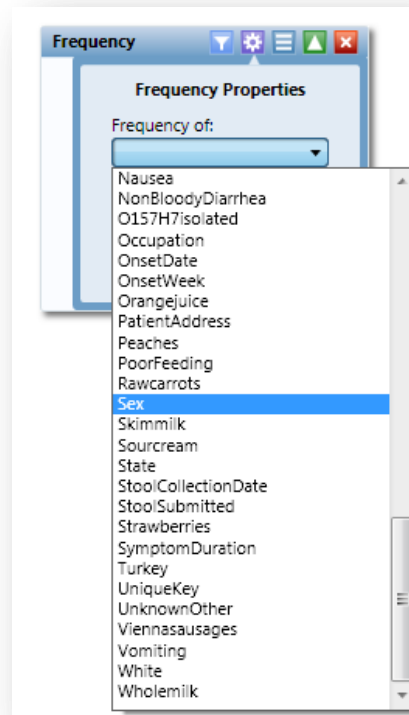 Frequency
Frequency Properties
Frequency of:
Nausea
NonBloodyDiarrhea
O157H7isolated
Occupation
OnsetDate
OnsetWeek
Orangejuice
PatientAddress
Peaches
PoorFeeding
Rawcarrots
Sex
Skimmilk
Sourcream
State
StoolCollectionDate
StoolSubmitted
Strawberries
SymptomDuration
Turkey
UniqueKey
UnknownOther
Viennasausages
Vomiting
White
Wholemilk